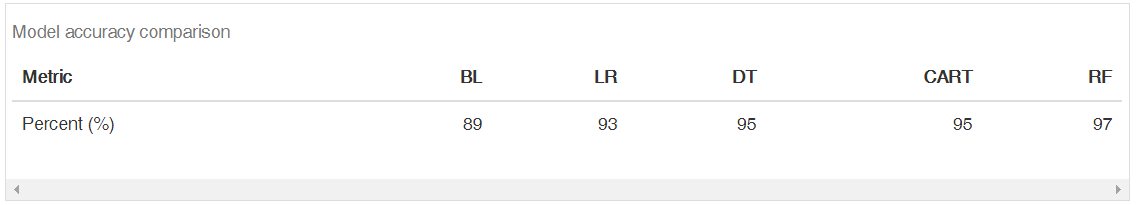 Model accuracy comparison
Metric BL LR DT CART RF
Percent (%) 89 93 95 95 97